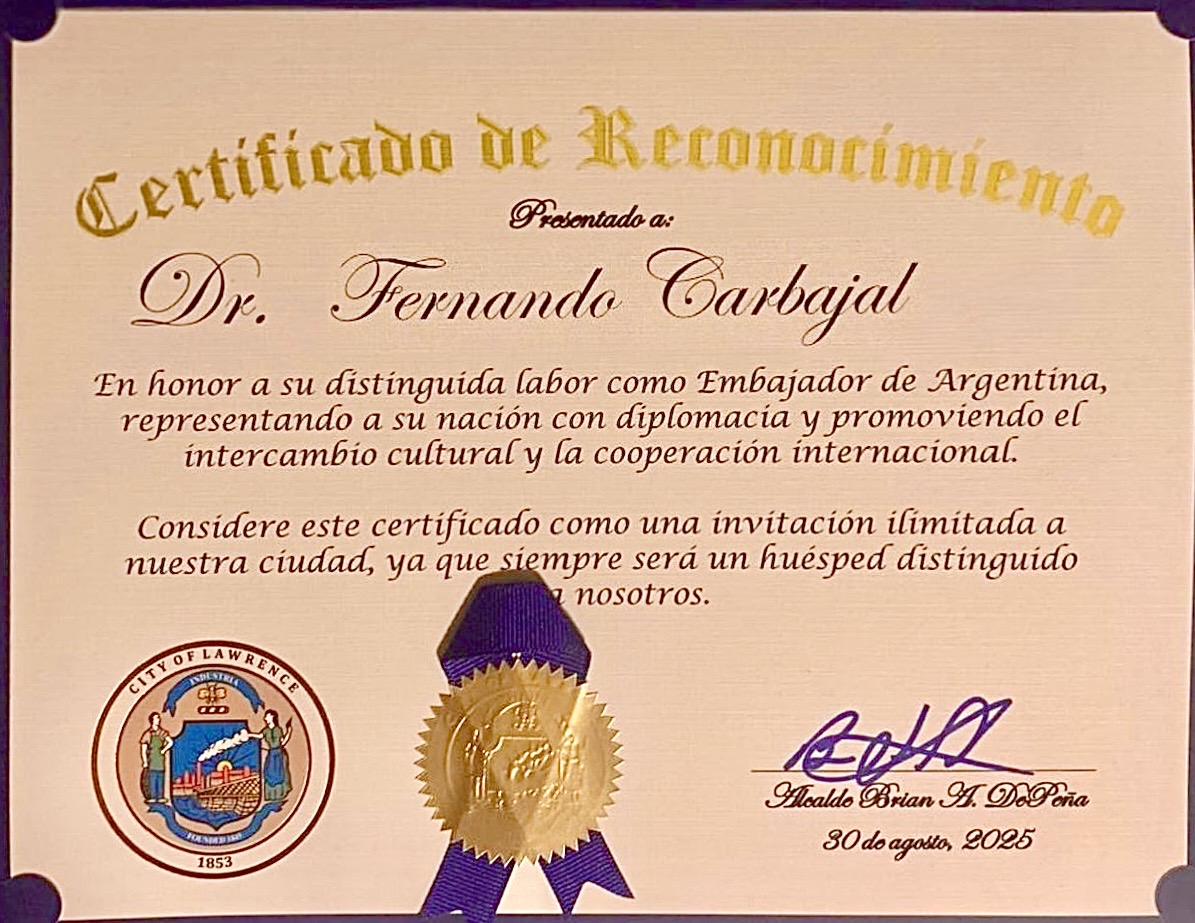 Certificado de Reconocimiento
Presentado a:
Dr. Fernando Carbajal
En honor a su distinguida labor como Embajador de Argentina,
representando a su nación con diplomacia y promoviendo el
intercambio cultural y la cooperación internacional.
Considere este certificado como una invitación ilimitada a
nuestra ciudad, ya que siempre será un huésped distinguido
nosotros.
CITY OF LAWRENCE
INDUSTRIA
1853
Alcalde Brian A. DePeña
30 de agosto, 2025